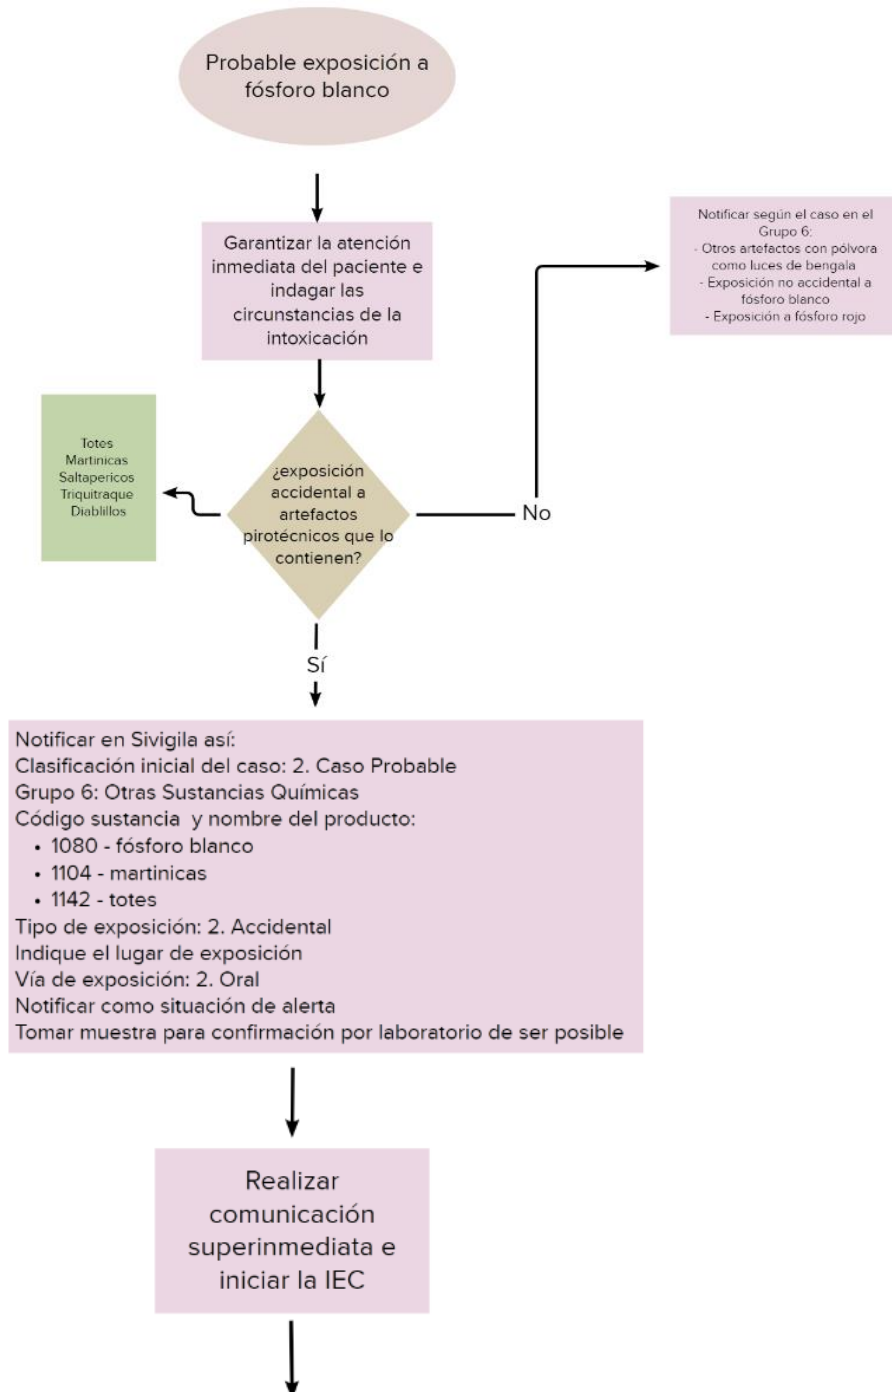 Probable exposición a
fósforo blanco
Garantizar la atención
inmediata del paciente e
indagar las
circunstancias de la
intoxicación
Notificar según el caso en el
Grupo 6:
- Otros artefactos con pólvora
como luces de bengala
- Exposición no accidental a
fósforo blanco
- Exposición a fósforo rojo
Totes
Martinicas
Saltapericos
Triquitraque
Diablillos
¿exposición
accidental a
artefactos
pirotécnicos que lo
contienen?
No
Sí
Notificar en Sivigila así:
Clasificación inicial del caso: 2. Caso Probable
Grupo 6: Otras Sustancias Químicas
Código sustancia y nombre del producto:
• 1080 - fósforo blanco
• 1104 - martinicas
• 1142 - totes
Tipo de exposición: 2. Accidental
Indique el lugar de exposición
Vía de exposición: 2. Oral
Notificar como situación de alerta
Tomar muestra para confirmación por laboratorio de ser posible
Realizar
comunicación
superinmediata e
iniciar la IEC